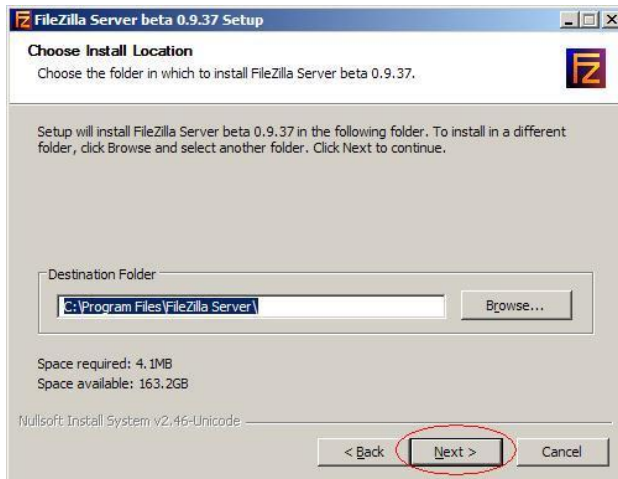 FileZilla Server beta 0.9.37 Setup
Choose Install Location
Choose the folder in which to install FileZilla Server beta 0.9.37.
FZ
Setup will install FileZilla Server beta 0.9.37 in the following folder. To install in a different
folder, click Browse and select another folder. Click Next to continue.
Destination Folder
C:\Program Files\FileZilla Server\
Browse...
Space required: 4.1MB
Space available: 163.2GB
Nullsoft Install System v2.46-Unicode
< Back Next > Cancel